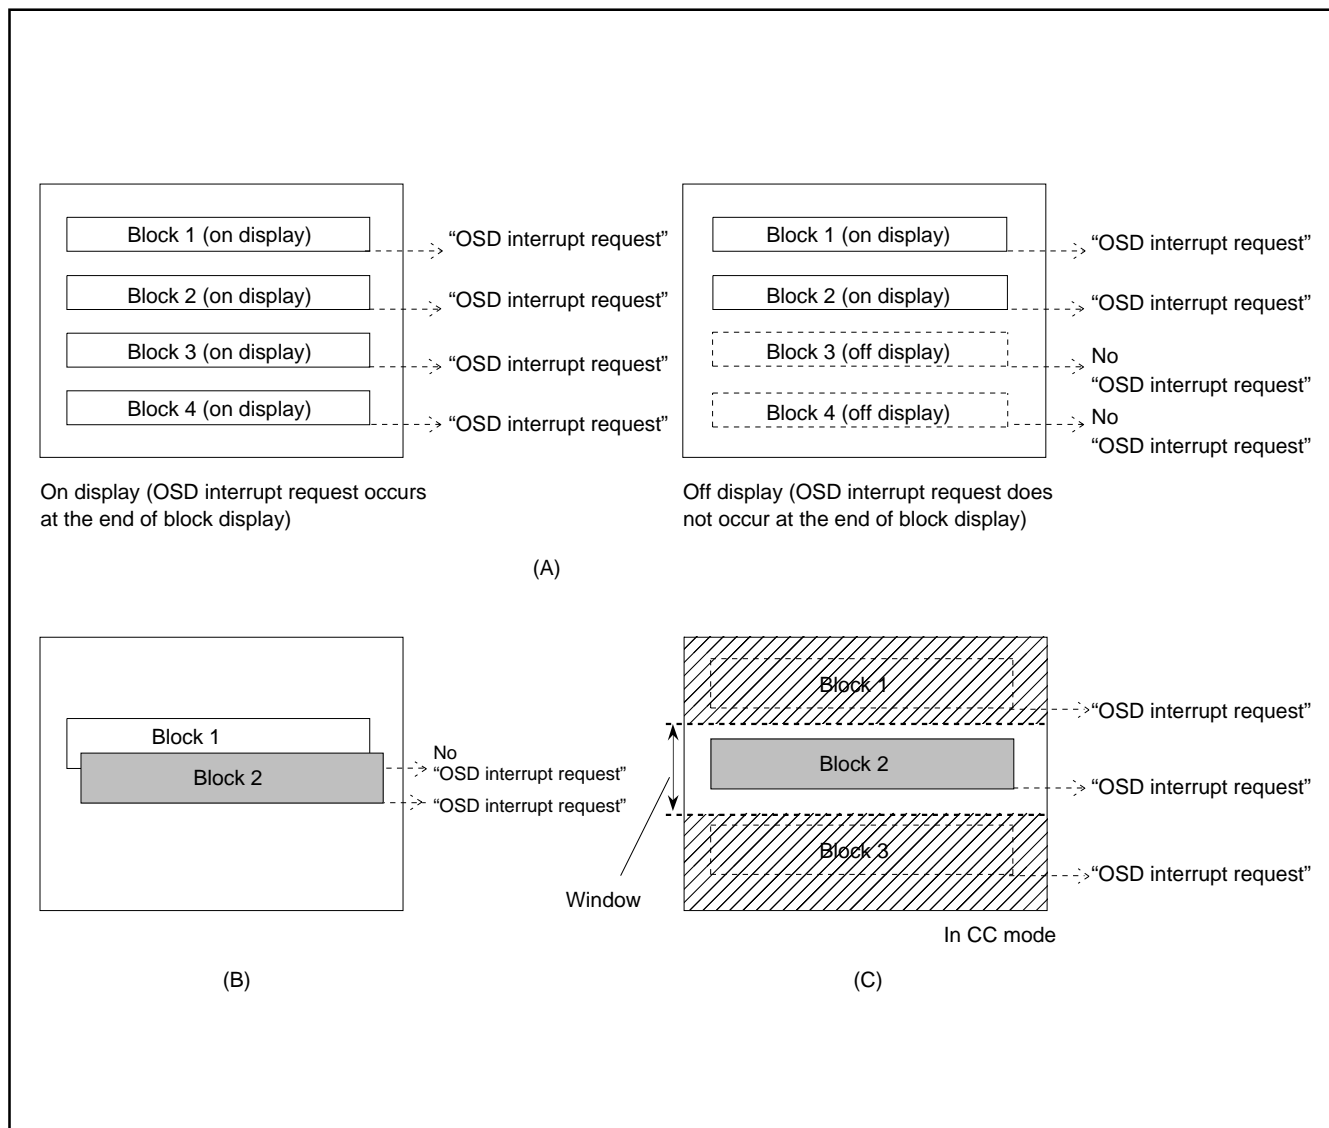 Block 1 (on display)
“OSD interrupt request”
Block 2 (on display)
“OSD interrupt request”
Block 3 (on display)
“OSD interrupt request”
Block 4 (on display)
“OSD interrupt request”
On display (OSD interrupt request occurs
at the end of block display)
Block 1 (on display)
“OSD interrupt request”
Block 2 (on display)
“OSD interrupt request”
Block 3 (off display)
No
“OSD interrupt request”
Block 4 (off display)
No
“OSD interrupt request”
Off display (OSD interrupt request does
not occur at the end of block display)
(A)
Block 1
No
“OSD interrupt request”
Block 2
“OSD interrupt request”
(B)
Block 1
“OSD interrupt request”
Block 2
“OSD interrupt request”
Block 3
“OSD interrupt request”
Window
In CC mode
(C)